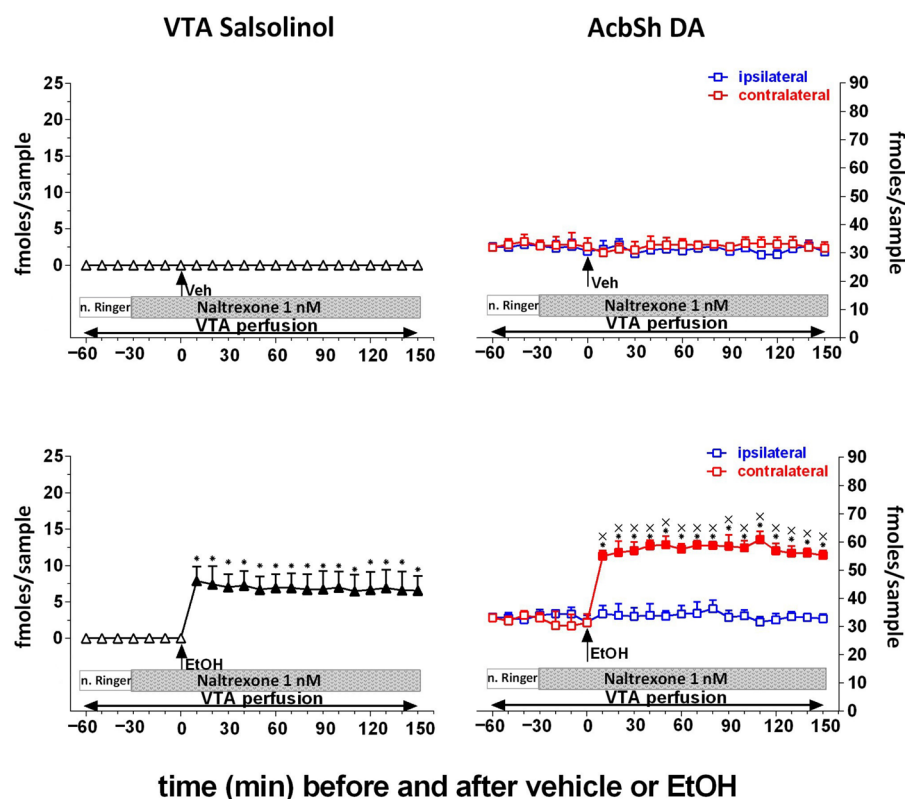 VTA Salsolinol
AcbSh DA
25
20
15
10
5
2.5
0
fmoles/sample
Veh
n. Ringer
Naltrexone 1 nM
VTA perfusion
−60 −30 0 30 60 90 120 150
ipsilateral
contralateral
90
80
70
60
50
40
30
20
10
0
fmoles/sample
Veh
n. Ringer
Naltrexone 1 nM
VTA perfusion
−60 −30 0 30 60 90 120 150
25
20
15
10
5
0
fmoles/sample
* * * * * * * * * * * * * * *
EtOH
n. Ringer
Naltrexone 1 nM
VTA perfusion
−60 −30 0 30 60 90 120 150
ipsilateral
contralateral
90
80
70
60
50
40
30
20
10
0
fmoles/sample
× × × × × × × × × × × × × × ×
* * * * * * * * * * * * * * *
EtOH
n. Ringer
Naltrexone 1 nM
VTA perfusion
−60 −30 0 30 60 90 120 150
time (min) before and after vehicle or EtOH